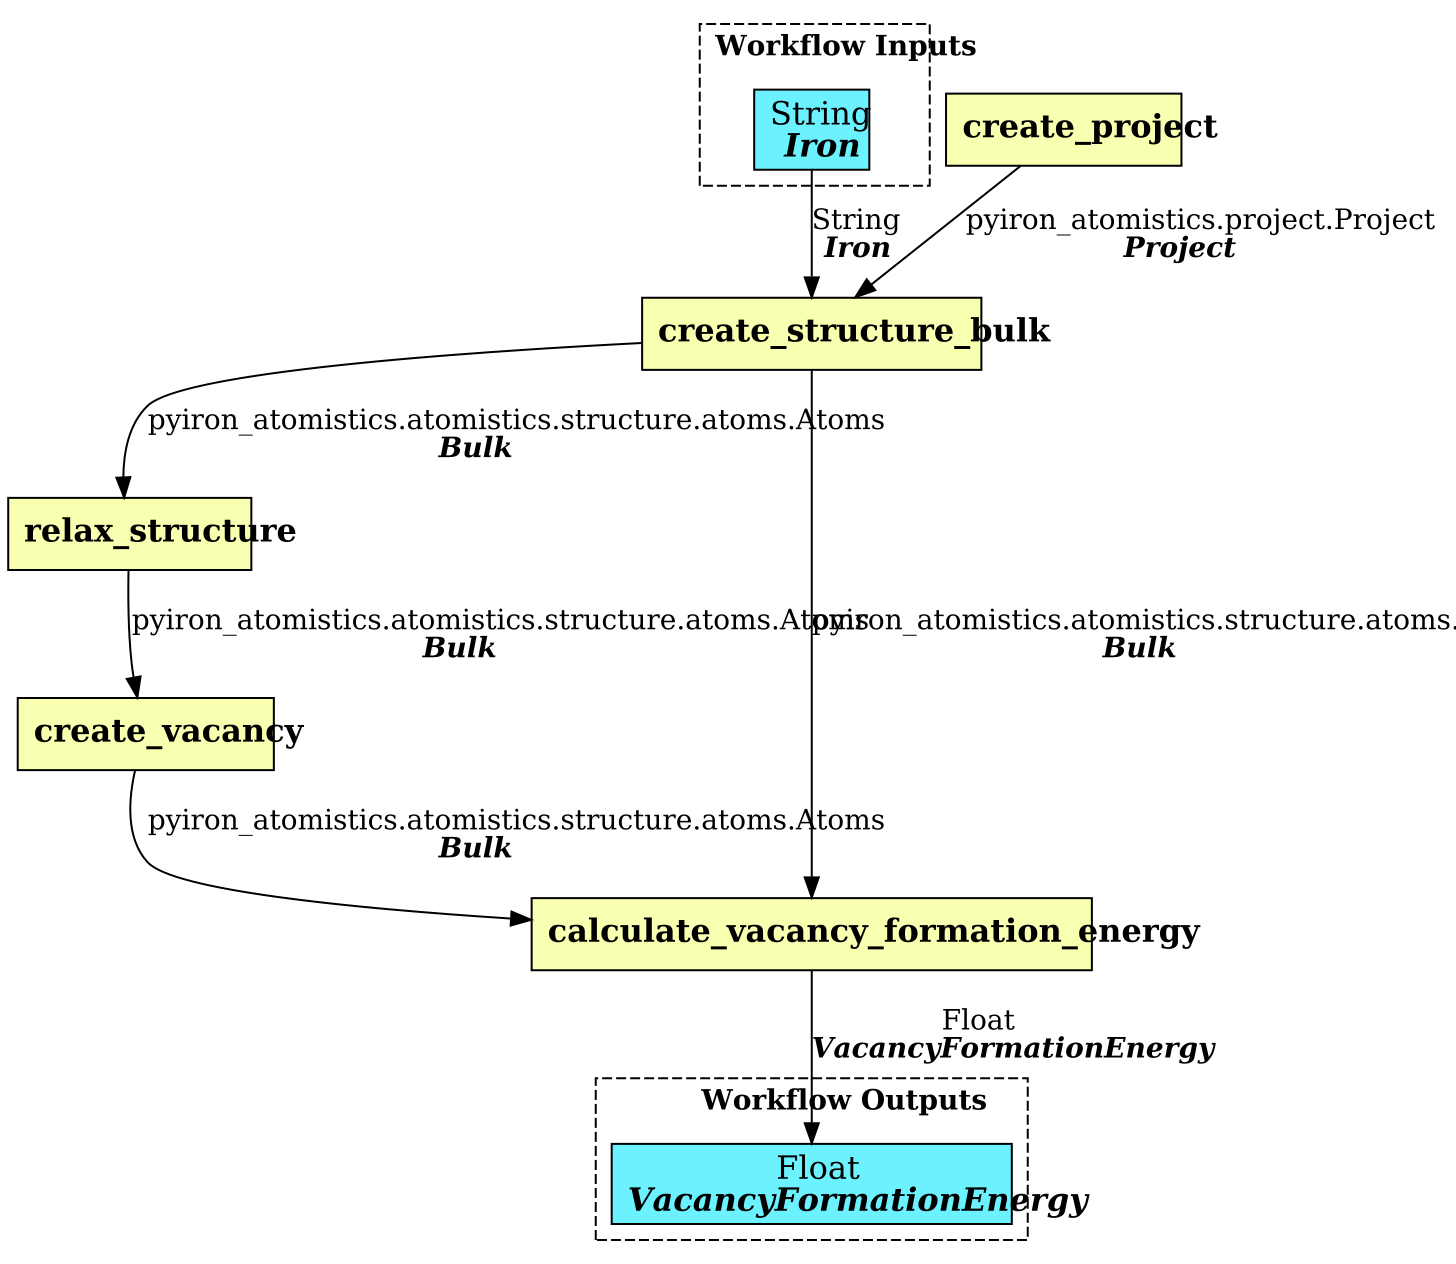 Workflow Inputs
String
Iron
create_project
String
Iron
pyiron_atomistics.project.Project
Project
create_structure_bulk
pyiron_atomistics.atomistics.structure.atoms.Atoms
Bulk
relax_structure
pyiron_atomistics.atomistics.structure.atoms.Atoms
Bulk
pyiron_atomistics.atomistics.structure.atoms.
Bulk
create_vacancy
pyiron_atomistics.atomistics.structure.atoms.Atoms
Bulk
calculate_vacancy_formation_energy
Float
VacancyFormationEnergy
Workflow Outputs
Float
VacancyFormationEnergy